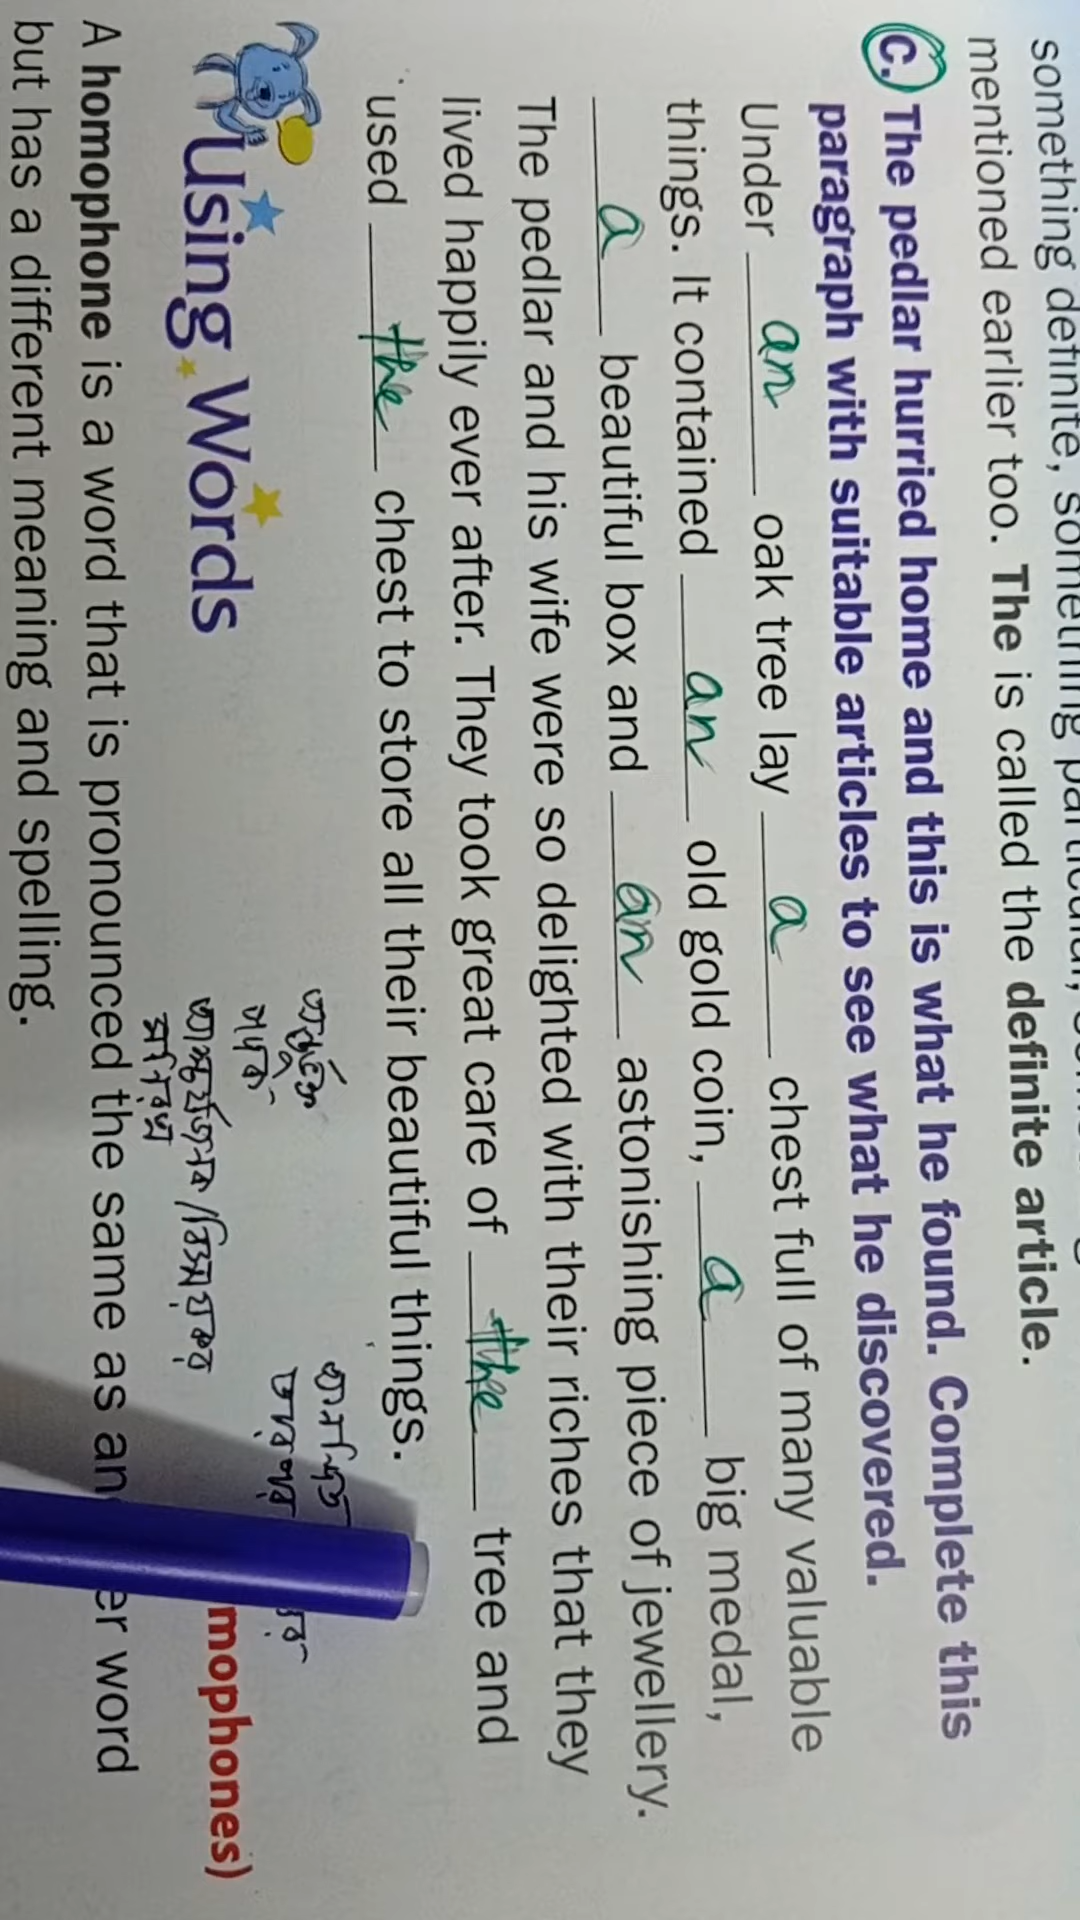 something definite, something particular,
mentioned earlier too. The is called the definite article.
C. The pedlar hurried home and this is what he found. Complete this
paragraph with suitable articles to see what he discovered.
Under an oak tree lay a chest full of many valuable
things. It contained an old gold coin, a big medal,
a beautiful box and an astonishing piece of jewellery.
The pedlar and his wife were so delighted with their riches that they
lived happily ever after. They took great care of the tree and
used the chest to store all their beautiful things.
Using Words
mophones)
A homophone is a word that is pronounced the same as an er word
but has a different meaning and spelling.